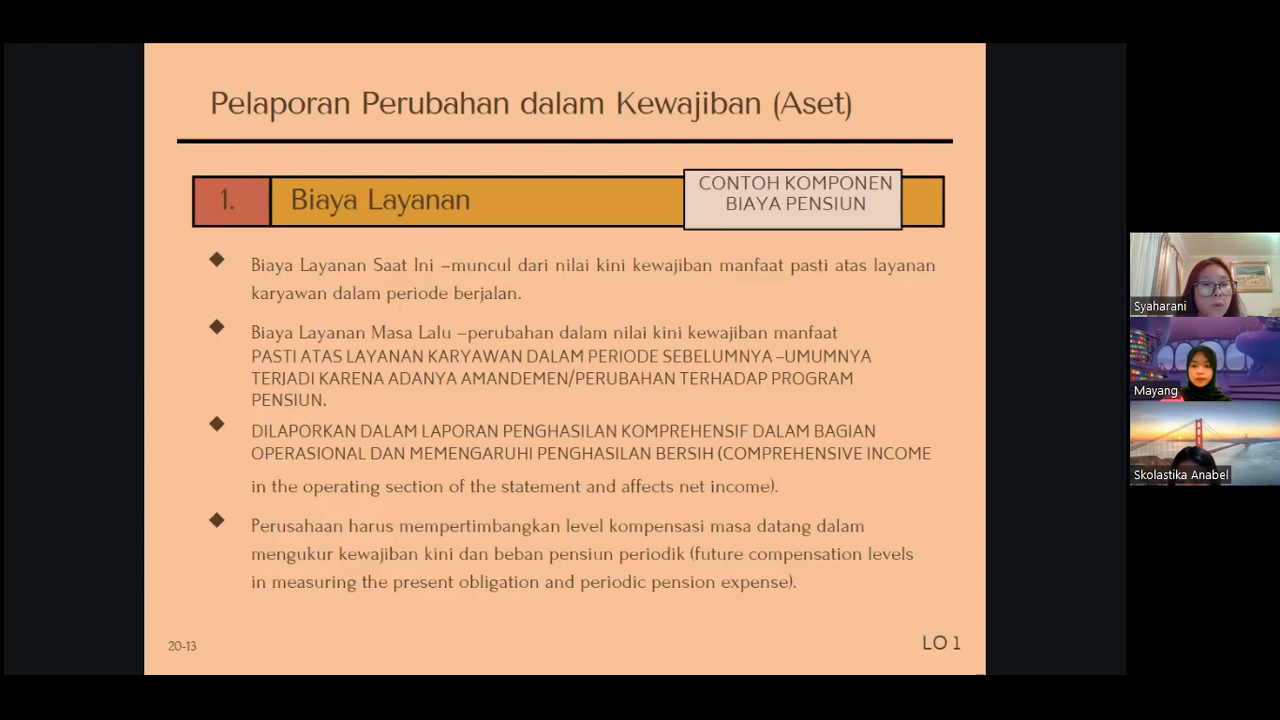 Pelaporan Perubahan dalam Kewajiban (Aset)
1.
Biaya Layanan
CONTOH KOMPONEN
BIAYA PENSIUN
Biaya Layanan Saat Ini –muncul dari nilai kini kewajiban manfaat pasti atas layanan
karyawan dalam periode berjalan.
Biaya Layanan Masa Lalu –perubahan dalam nilai kini kewajiban manfaat
PASTI ATAS LAYANAN KARYAWAN DALAM PERIODE SEBELUMNYA –UMUMNYA
TERJADI KARENA ADANYA AMANDEMEN/PERUBAHAN TERHADAP PROGRAM
PENSIUN.
DILAPORKAN DALAM LAPORAN PENGHASILAN KOMPREHENSIF DALAM BAGIAN
OPERASIONAL DAN MEMENGARUHI PENGHASILAN BERSIH (COMPREHENSIVE INCOME
in the operating section of the statement and affects net income).
Perusahaan harus mempertimbangkan level kompensasi masa datang dalam
mengukur kewajiban kini dan beban pensiun periodik (future compensation levels
in measuring the present obligation and periodic pension expense).
20-13
LO 1
Syaharani
Mayang
Skolastika Anabel